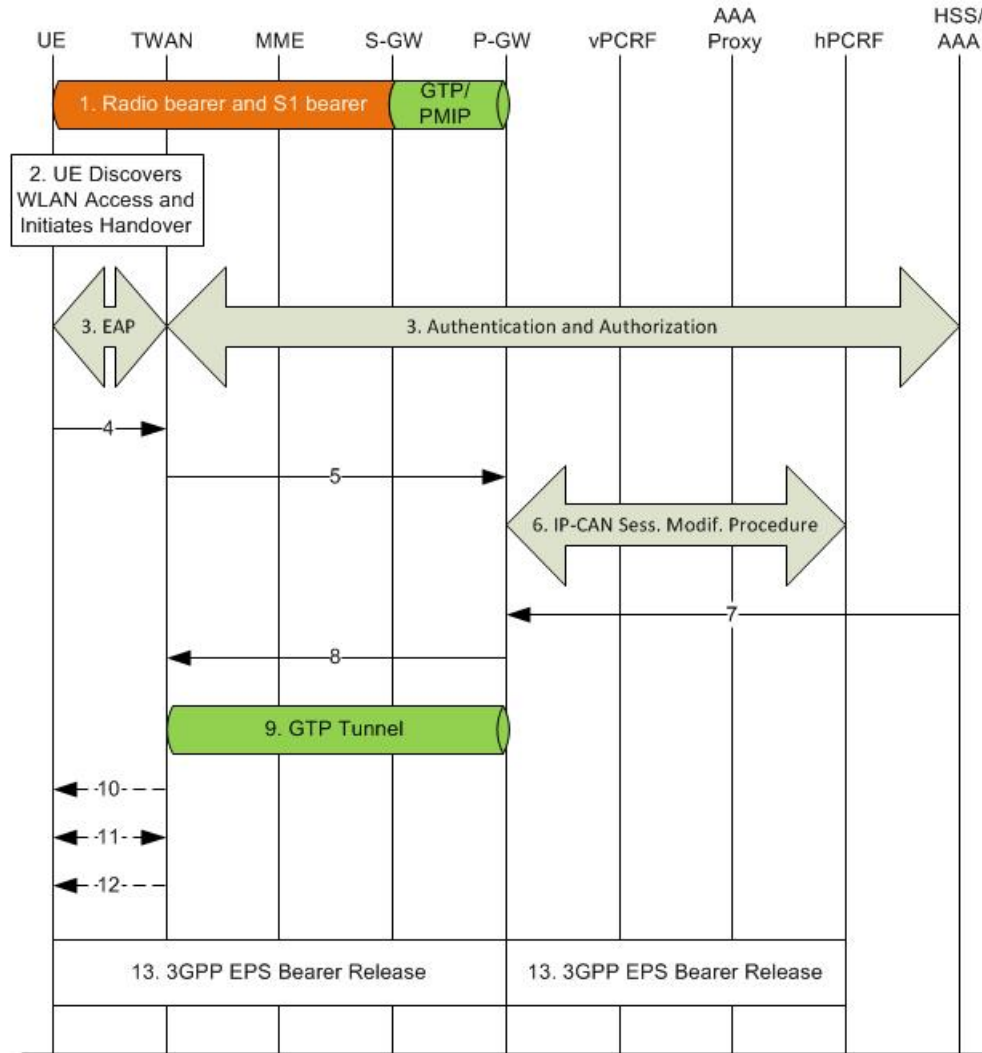 AAA
HSS/
UE TWAN MME S-GW P-GW vPCRF Proxy hPCRF AAA
1. Radio bearer and S1 bearer
GTP/
PMIP
2. UE Discovers
WLAN Access and
Initiates Handover
3. EAP
3. Authentication and Authorization
4
5
6. IP-CAN Sess. Modif. Procedure
7
8
9. GTP Tunnel
10
11
12
13. 3GPP EPS Bearer Release
13. 3GPP EPS Bearer Release